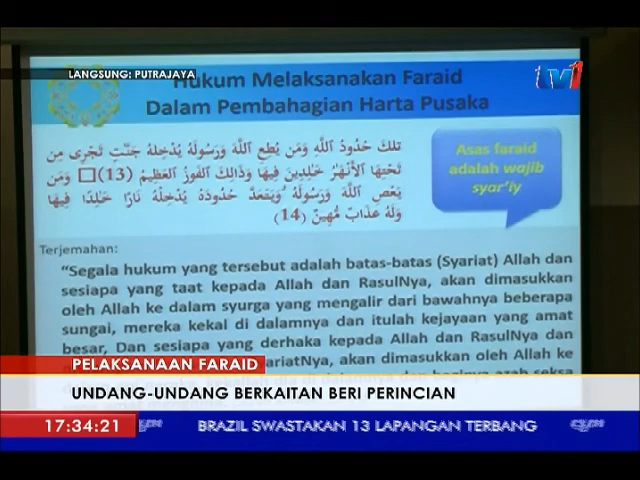 LANGSUNG: PUTRAJAYA
tv1
Hukum Melaksanakan Faraid
Dalam Pembahagian Harta Pusaka
تِلْكَ حُدُودُ اللَّهِ وَمَن يُطِعِ اللَّهَ وَرَسُولَهُ يُدْخِلْهُ جَنَّتٍ تَجْرِى مِن
تَحْتِهَا الْأَنْهَرُ خَلِدِينَ فِيهَا وَذَالِكَ الْفَوْزُ الْعَظِيمُ (13) وَمَن
يَعْصِ اللَّهَ وَرَسُولَهُ وَيَتَعَدَّ حُدُودَهُ يُدْخِلْهُ نَارًا خَلِدًا فِيهَا
وَلَهُ عَذَابٌ مُّهِينٌ (14)
Asas faraid
adalah wajib
syar'iy
Terjemahan:
"Segala hukum yang tersebut adalah batas-batas (Syariat) Allah dan
sesiapa yang taat kepada Allah dan RasulNya, akan dimasukkan
oleh Allah ke dalam syurga yang mengalir dari bawahnya beberapa
sungai, mereka kekal di dalamnya dan itulah kejayaan yang amat
besar, Dan sesiapa yang derhaka kepada Allah dan RasulNya dan
ariatNya, akan dimasukkan oleh Allah ke
PELAKSANAAN FARAID
UNDANG-UNDANG BERKAITAN BERI PERINCIAN
17:34:21 BRAZIL SWASTAKAN 13 LAPANGAN TERBANG